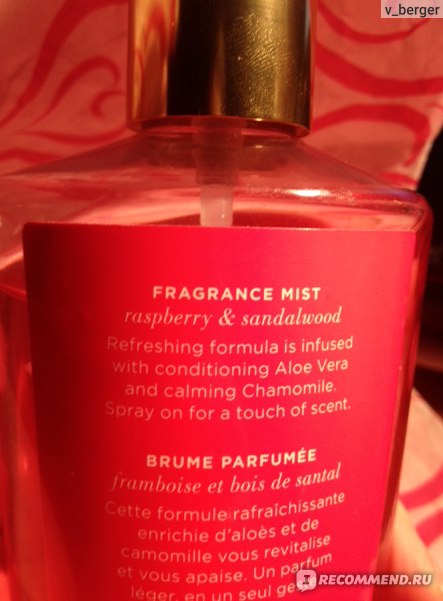 v_berger
FRAGRANCE MIST
raspberry & sandalwood
Refreshing formula is infused
with conditioning Aloe Vera
and calming Chamomile.
Spray on for a touch of scent.
BRUME PARFUMÉE
framboise et bois de santal
Cette formule rafraîchissante
enrichie d'aloès et de
camomille vous revitalise
et vous apaise. Un parfum
léger, en un seul
RECOMMEND.RU